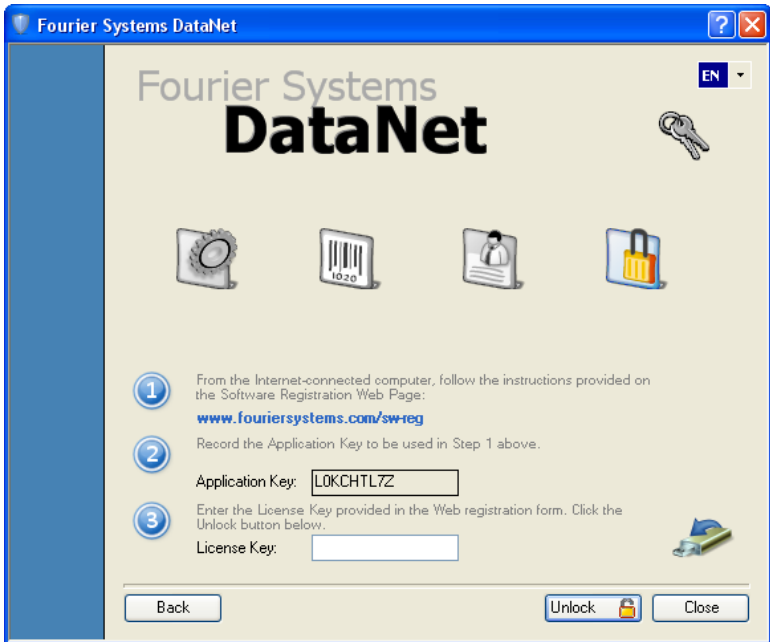 Fourier Systems DataNet
Fourier Systems
EN
DataNet
1020
1
From the Internet-connected computer, follow the instructions provided on
the Software Registration Web Page:
www.fouriersystems.com/sw-reg
2
Record the Application Key to be used in Step 1 above.
Application Key: L0KCHTL7Z
3
Enter the License Key provided in the Web registration form. Click the
Unlock button below.
License Key:
Back
Unlock
Close